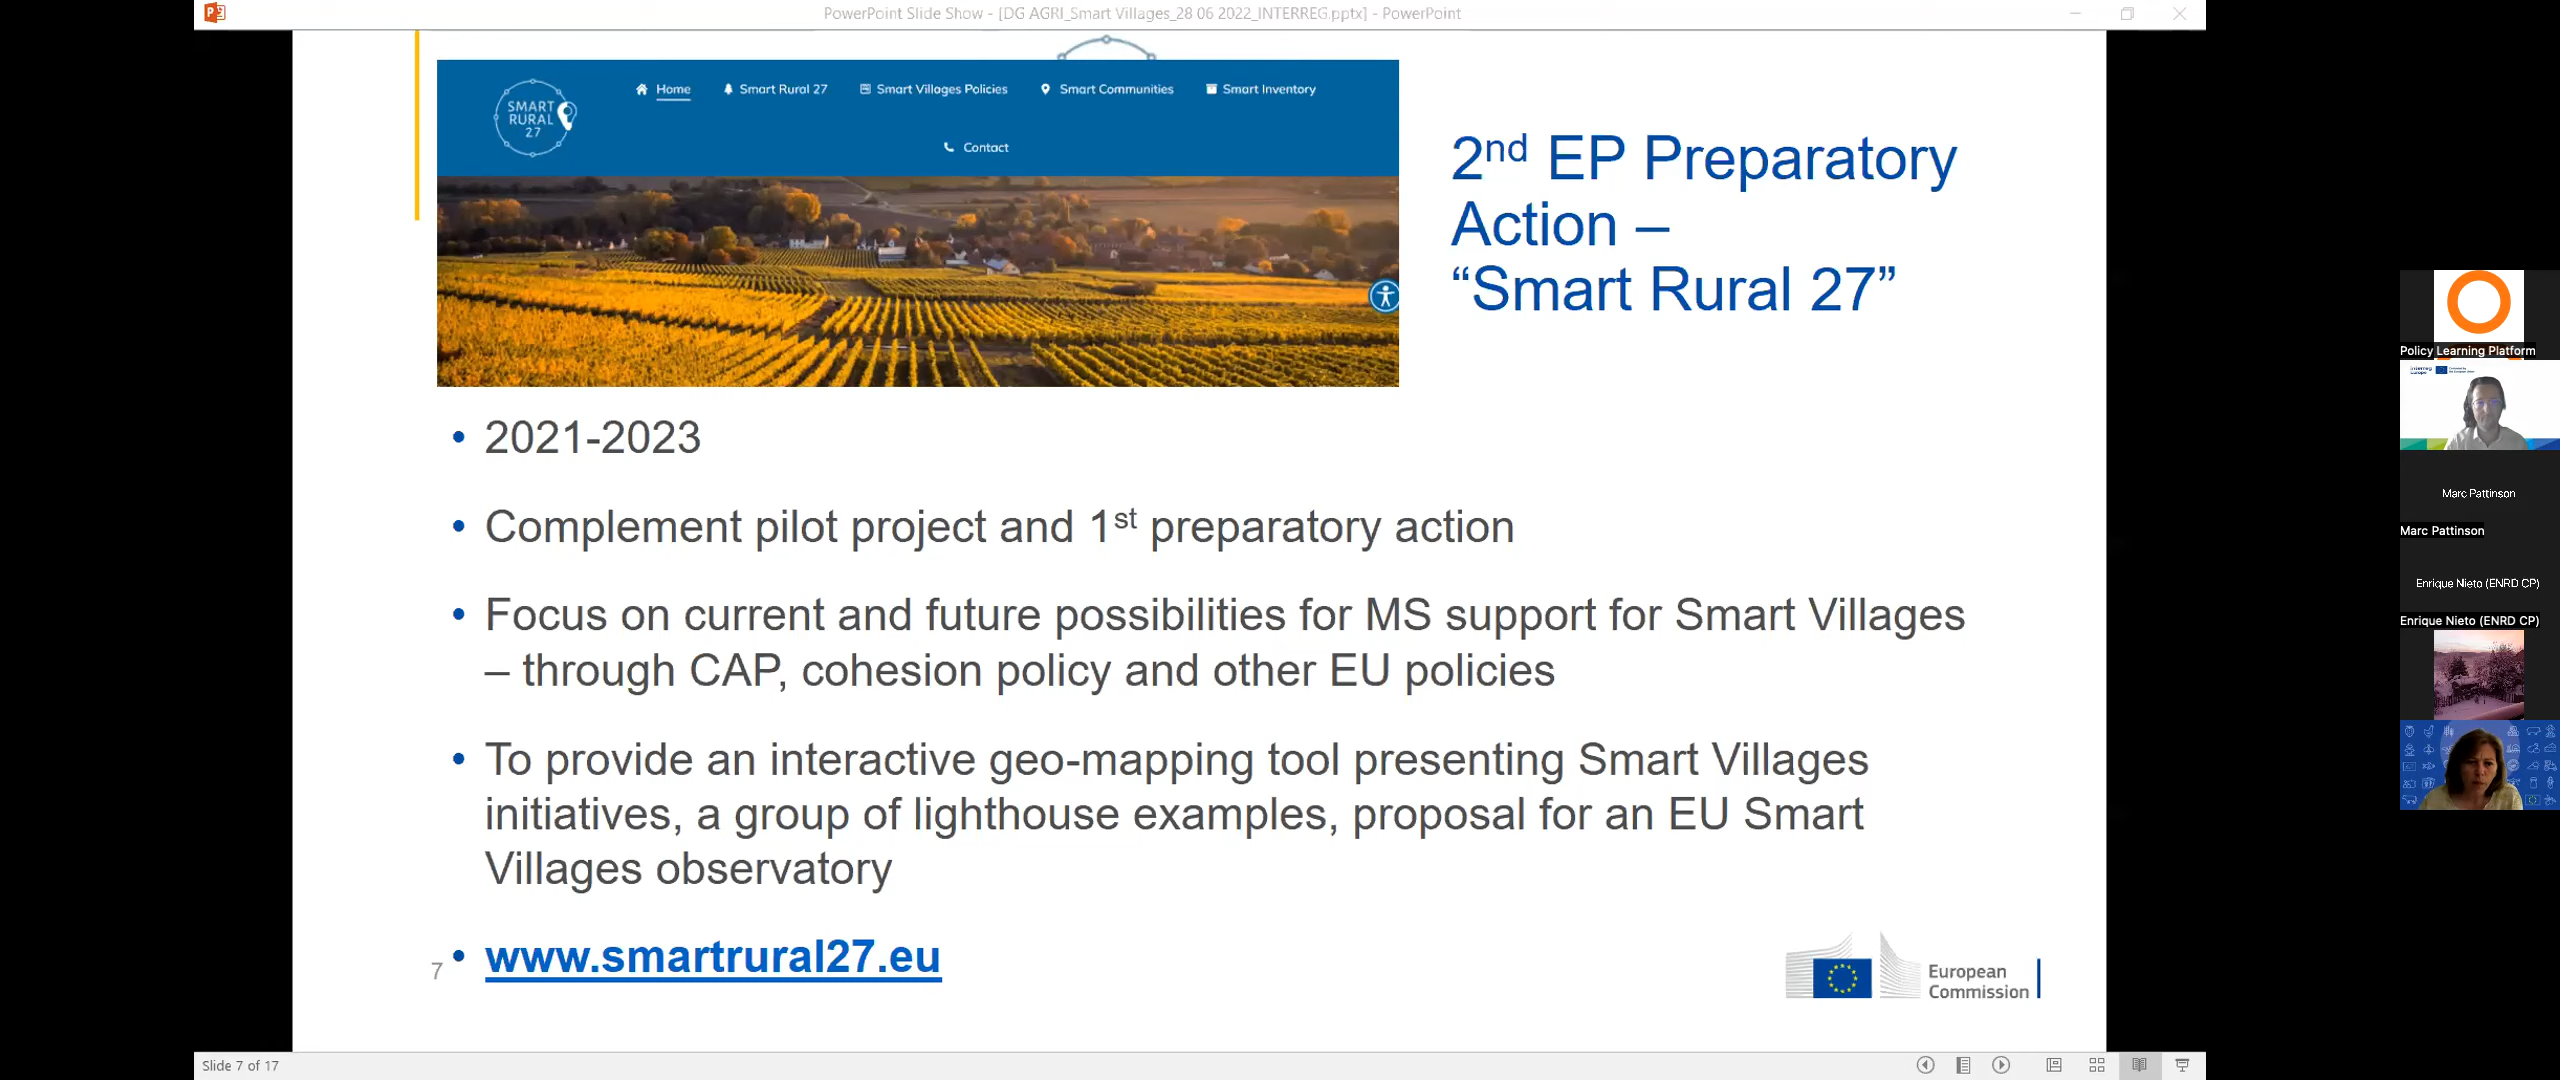 PowerPoint Slide Show - [DG AGRI_Smart Villages_28 06 2022_INTERREG.pptx] - PowerPoint
SMART
RURAL
27
Home
Smart Rural 27
Smart Villages Policies
Smart Communities
Smart Inventory
Contact
2nd EP Preparatory
Action –
“Smart Rural 27”
• 2021-2023
• Complement pilot project and 1st preparatory action
• Focus on current and future possibilities for MS support for Smart Villages
– through CAP, cohesion policy and other EU policies
• To provide an interactive geo-mapping tool presenting Smart Villages
initiatives, a group of lighthouse examples, proposal for an EU Smart
Villages observatory
• www.smartrural27.eu
7
European
Commission
Slide 7 of 17
Policy Learning Platform
Interreg
Europe
Marc Pattinson
Marc Pattinson
Enrique Nieto (ENRD CP)
Enrique Nieto (ENRD CP)